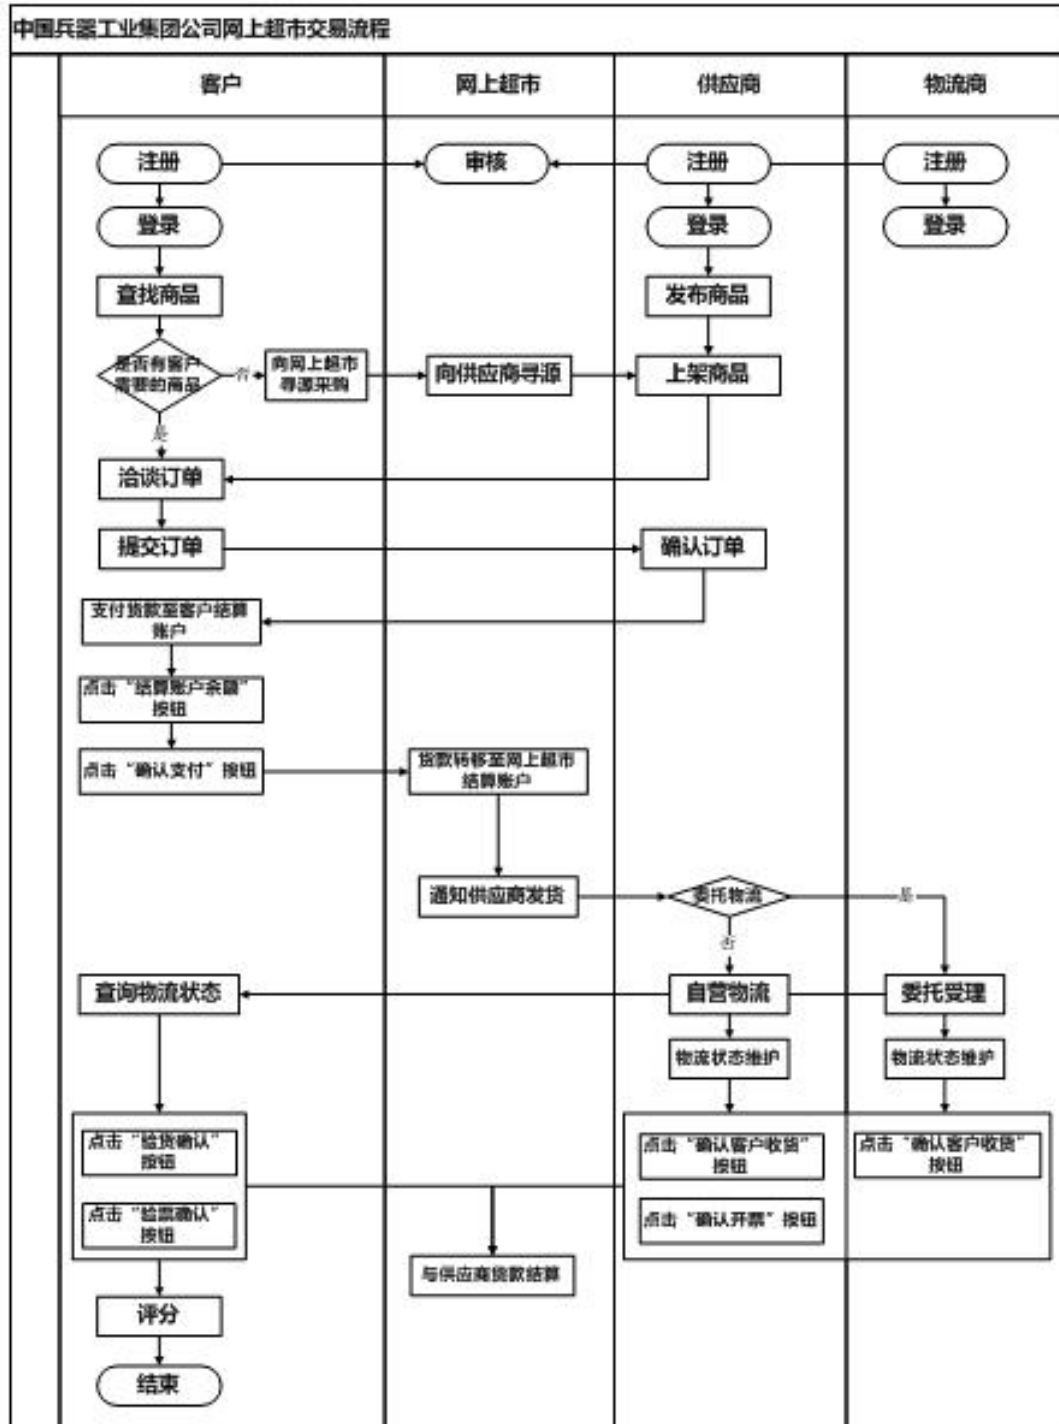 中国兵器工业集团公司网上超市交易流程
客户
网上超市
供应商
物流商
注册
审核
注册
注册
登录
登录
登录
查找商品
发布商品
是否有客户
需要的商品
否
向网上超市
寻源采购
向供应商寻源
上架商品
是
洽谈订单
提交订单
确认订单
支付货款至客户结算
账户
点击“结算账户余额”
按钮
点击“确认支付”按钮
货款转移至网上超市
结算账户
通知供应商发货
委托物流
是
否
查询物流状态
自营物流
委托受理
物流状态维护
物流状态维护
点击“验货确认”
按钮
点击“确认客户收货”
按钮
点击“确认客户收货”
按钮
点击“验票确认”
按钮
点击“确认开票”按钮
与供应商货款结算
评分
结束